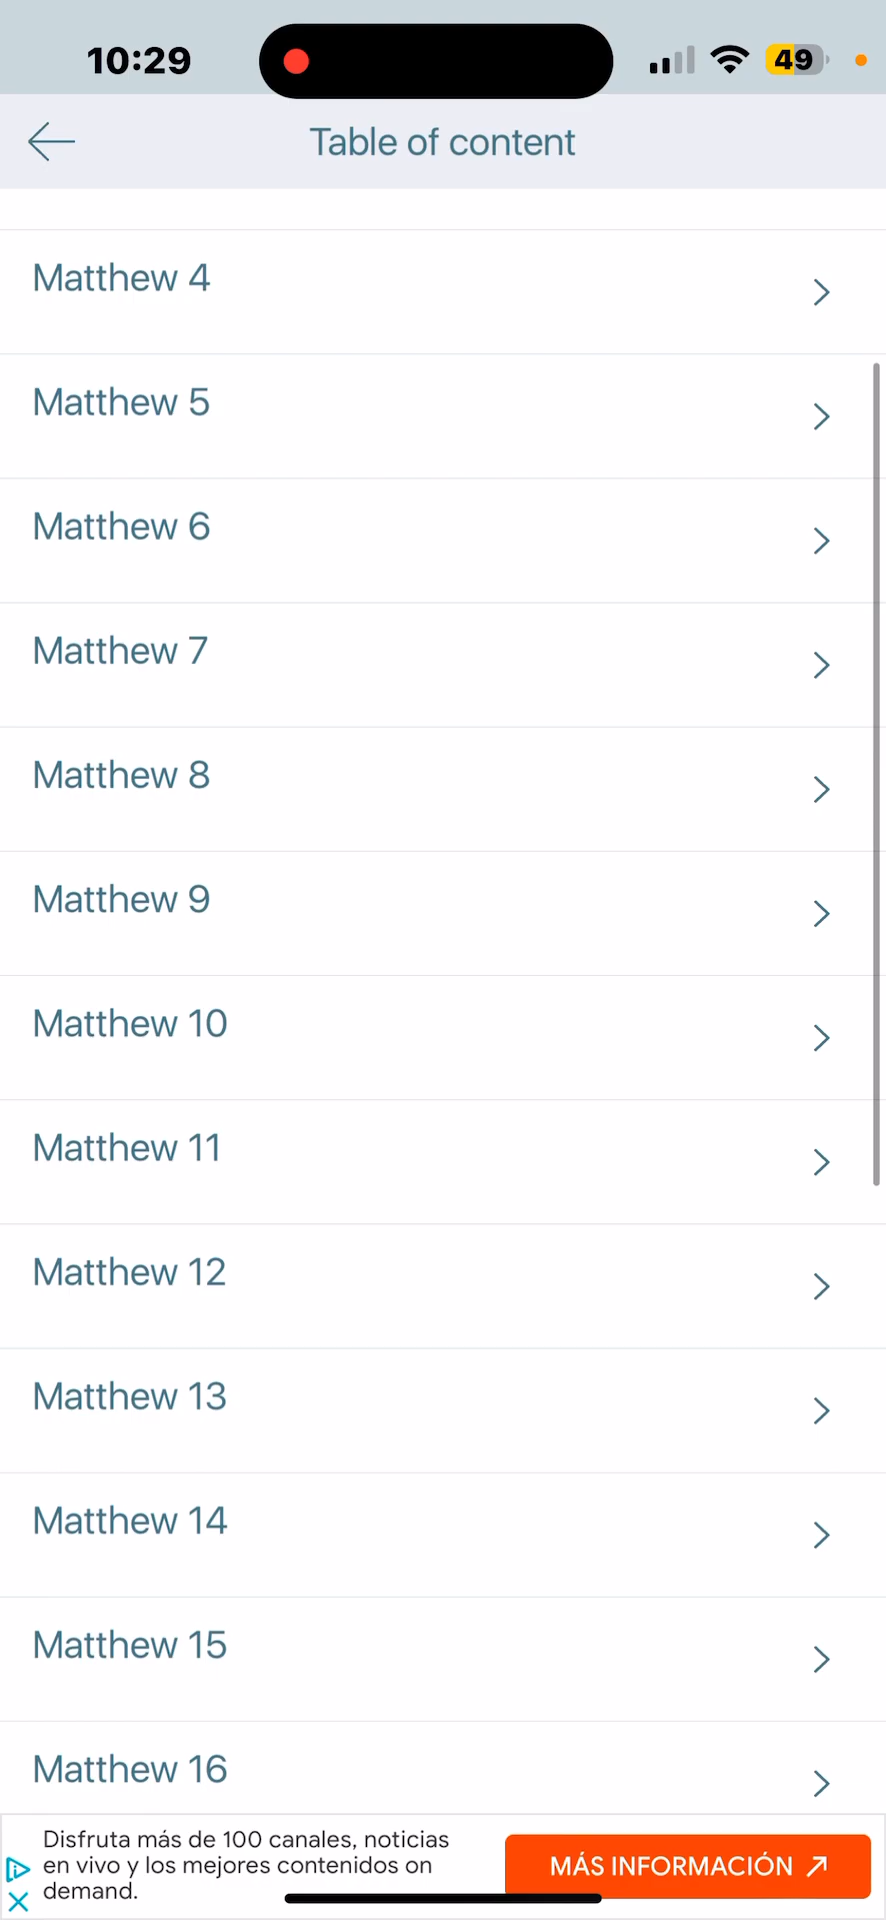 10:29
49
Table of content
Matthew 4
Matthew 5
Matthew 6
Matthew 7
Matthew 8
Matthew 9
Matthew 10
Matthew 11
Matthew 12
Matthew 13
Matthew 14
Matthew 15
Matthew 16
Disfruta más de 100 canales, noticias
en vivo y los mejores contenidos on
demand.
MÁS INFORMACIÓN